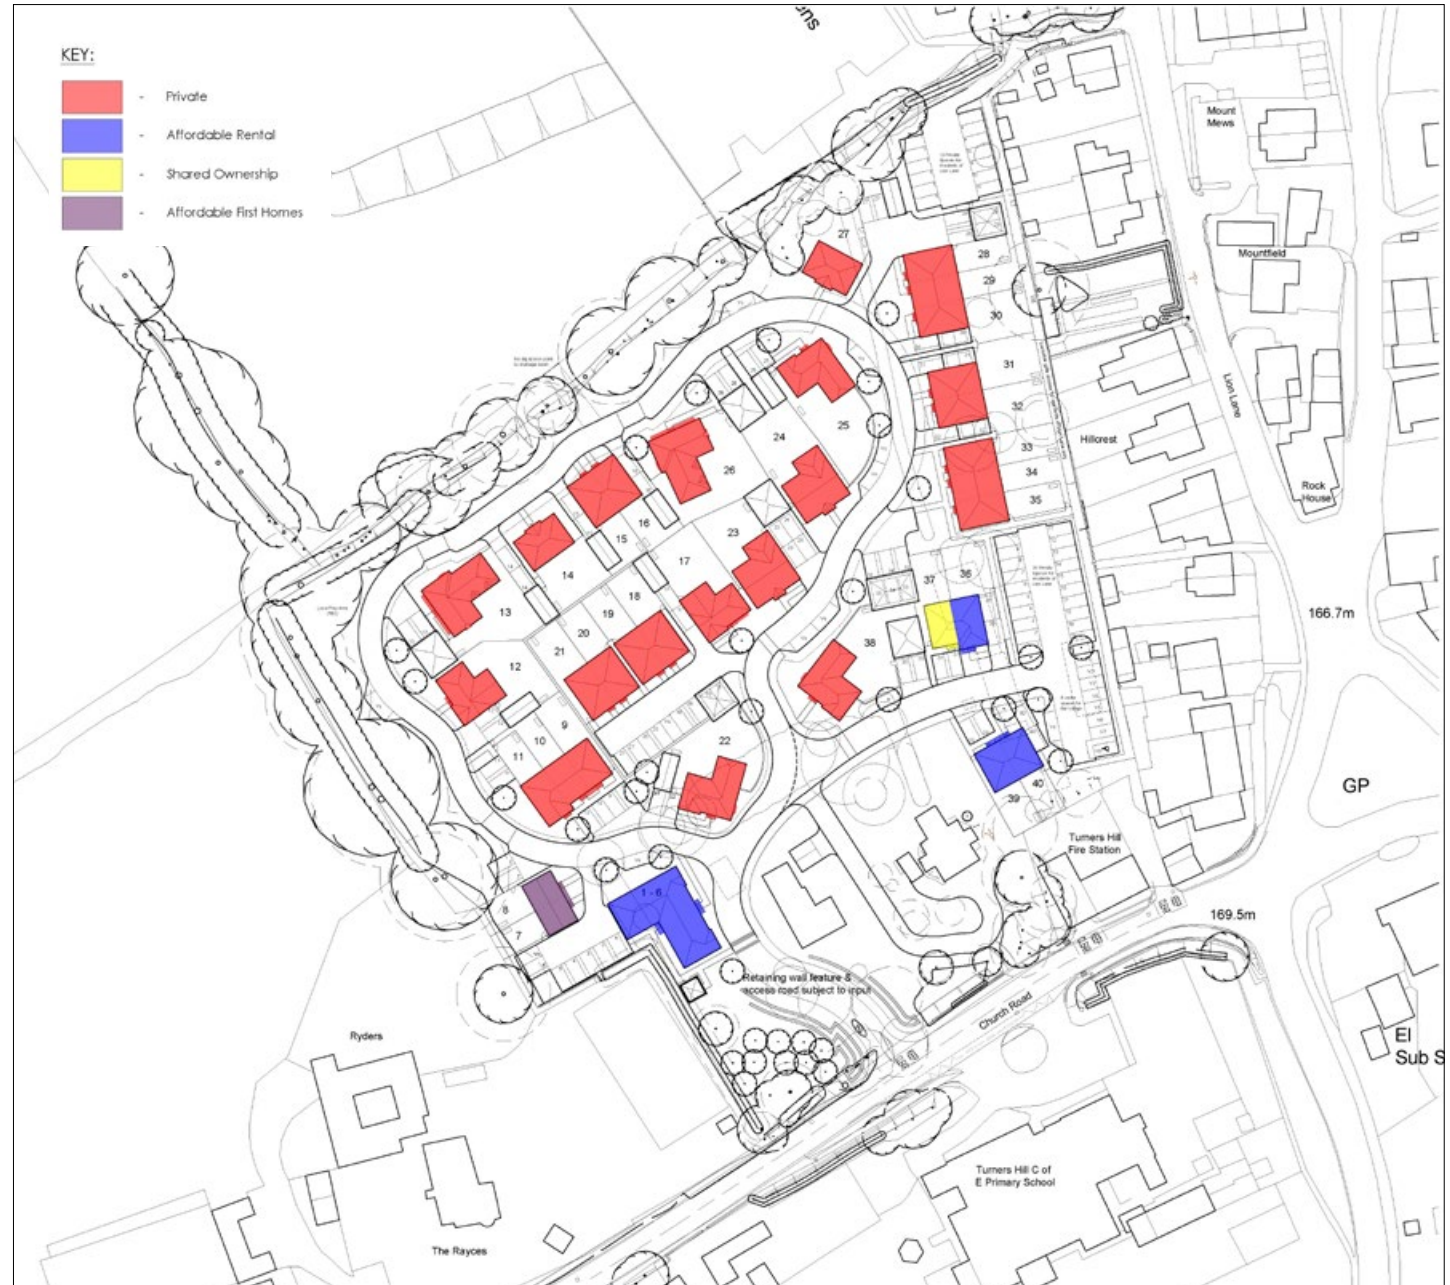 ens
KEY:
- Private
- Affordable Rental
- Shared Ownership
- Affordable First Homes
Mount
Mews
27
28
Mountfield
29
30
31
Lion Lane
32
24
25
Hillcrest
33
26
34
Rock
House
35
16
23
15
17
14
37
36
18
13
19
166.7m
20
38
21
12
9
10
22
11
GP
40
39
Turners Hill
Fire Station
1 - 6
8
169.5m
7
Retaining wall feature &
access road subject to input
Church Road
Ryders
El
Sub S
Turners Hill C of
E Primary School
The Rayces